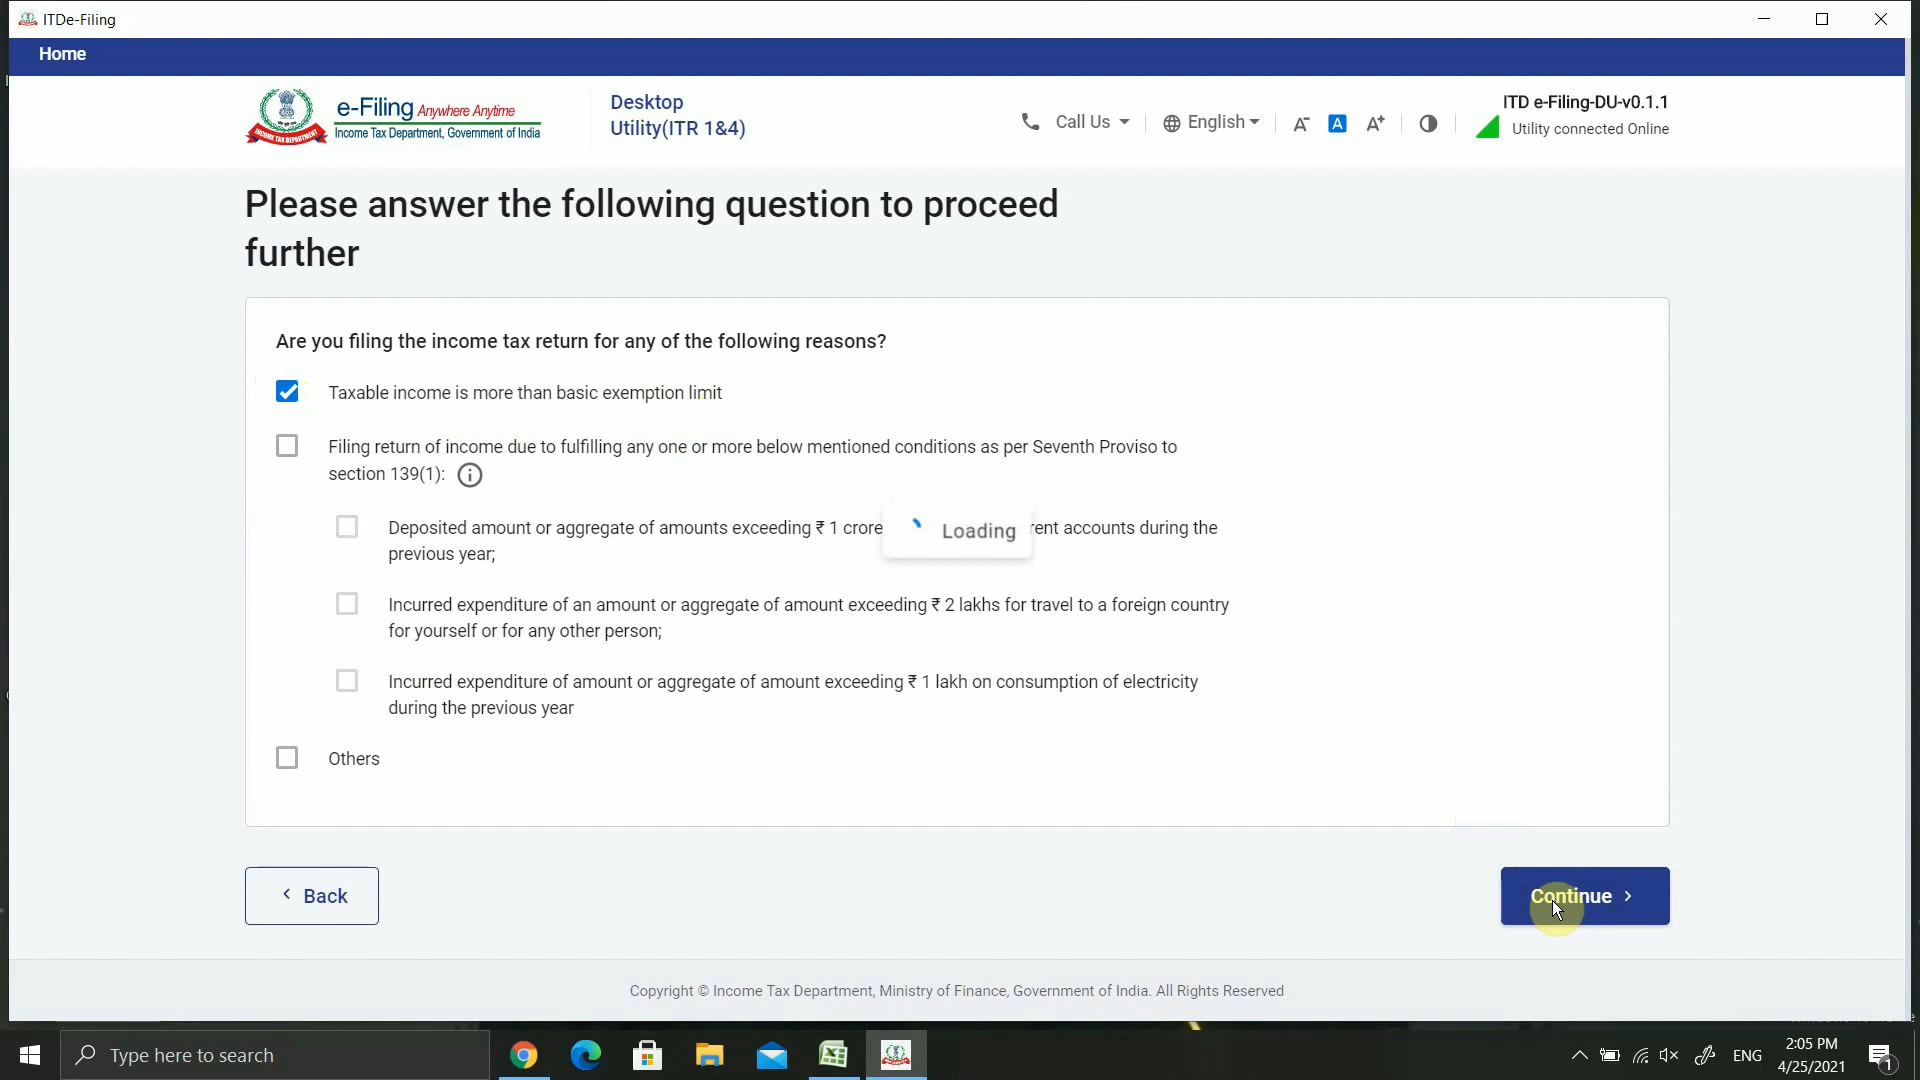 ITDe-Filing
Home
e-Filing Anywhere Anytime
Income Tax Department, Government of India
INCOME TAX DEPARTMENT
Desktop
Utility(ITR 1&4)
Call Us
English
A-
A
A+
ITD e-Filing-DU-v0.1.1
Utility connected Online
Please answer the following question to proceed
further
Are you filing the income tax return for any of the following reasons?
Taxable income is more than basic exemption limit
Filing return of income due to fulfilling any one or more below mentioned conditions as per Seventh Proviso to
section 139(1):
Deposited amount or aggregate of amounts exceeding ₹ 1 crore rent accounts during the
Loading
previous year;
Incurred expenditure of an amount or aggregate of amount exceeding ₹ 2 lakhs for travel to a foreign country
for yourself or for any other person;
Incurred expenditure of amount or aggregate of amount exceeding ₹ 1 lakh on consumption of electricity
during the previous year
Others
Back
Continue
Copyright © Income Tax Department, Ministry of Finance, Government of India. All Rights Reserved
Type here to search
ENG
2:05 PM
4/25/2021
1